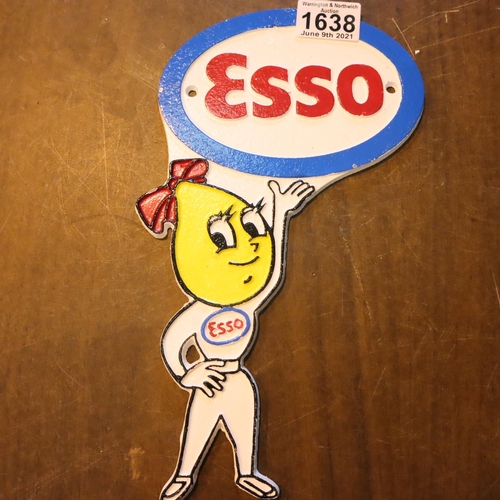 Warrington & Northwich
Auction
1638
June 9th 2021
ESSO
ESSO